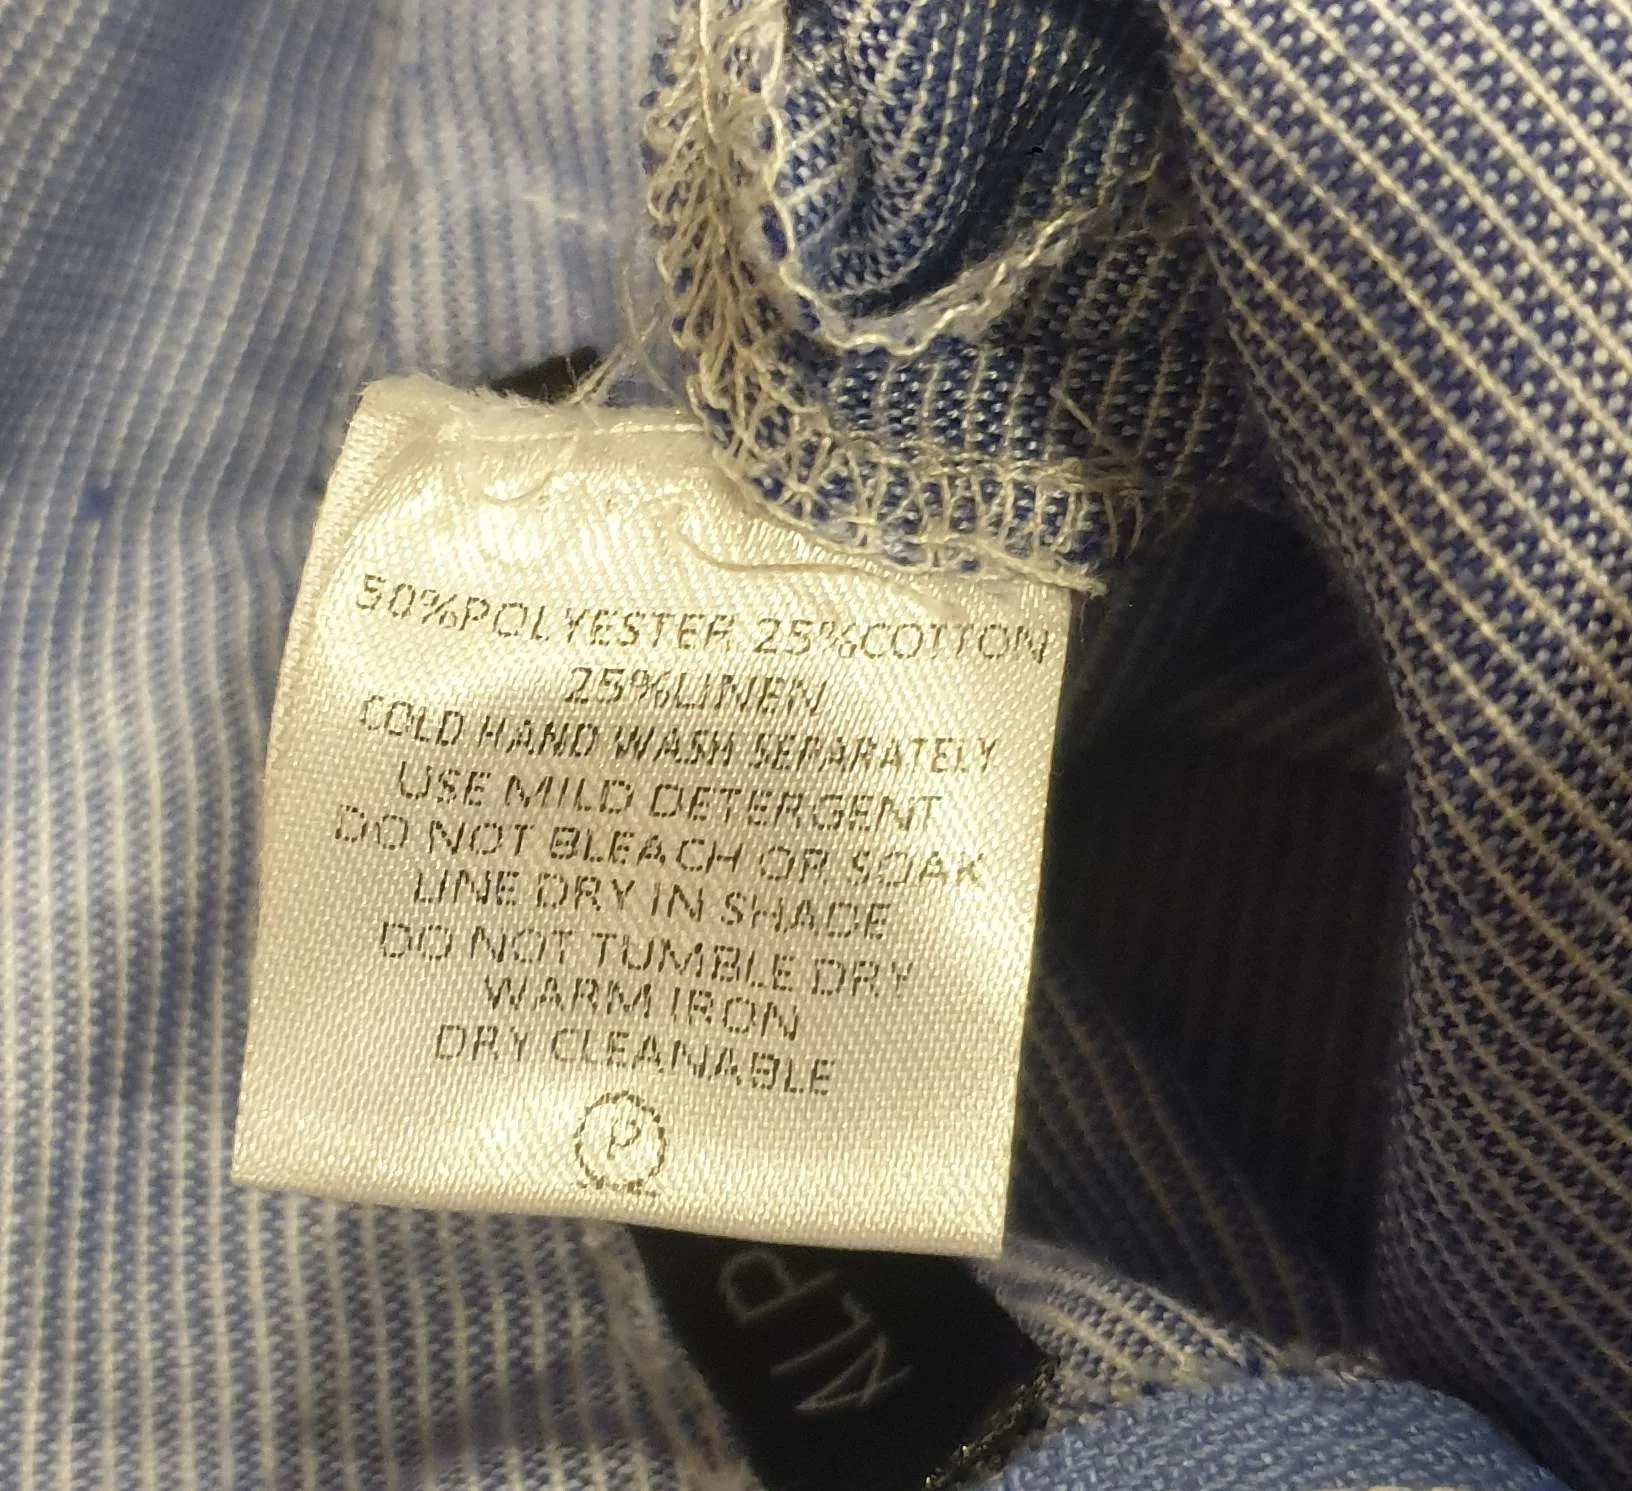 50%POLYESTER 25%COTTON
25%LINEN
COLD HAND WASH SEPARATELY
USE MILD DETERGENT
DO NOT BLEACH OR SOAK
LINE DRY IN SHADE
DO NOT TUMBLE DRY
WARM IRON
DRY CLEANABLE
P